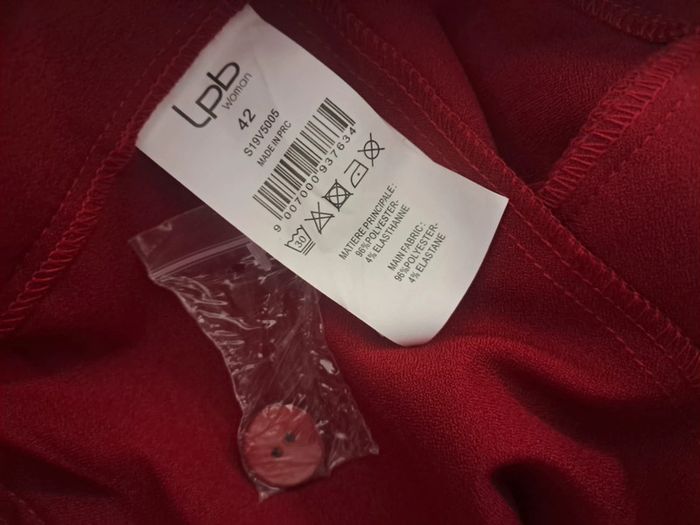 Lpb
woman
42
S19V5005
MADE IN PRC
9 007000 937634
30
MATIERE PRINCIPALE :
96%POLYESTER-
4% ELASTHANNE
MAIN FABRIC :
96%POLYESTER-
4% ELASTANE